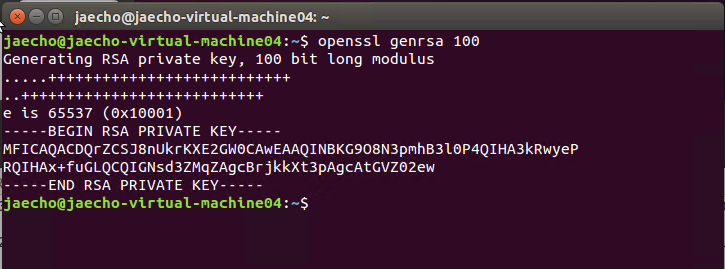 jaecho@jaecho-virtual-machine04: ~
jaecho@jaecho-virtual-machine04:~$ openssl genrsa 100
Generating RSA private key, 100 bit long modulus
.....+++++++++++++++++++++++++++
..+++++++++++++++++++++++++++
e is 65537 (0x10001)
-----BEGIN RSA PRIVATE KEY-----
MFICAQACDQrZCSJ8nUkrKXE2GW0CAwEAAQINBKG9O8N3pmhB3l0P4QIHA3kRwyeP
RQIHAx+fuGLQCQIGNsd3ZMqZAgcBrjkkXt3pAgcAtGVZ02ew
-----END RSA PRIVATE KEY-----
jaecho@jaecho-virtual-machine04:~$